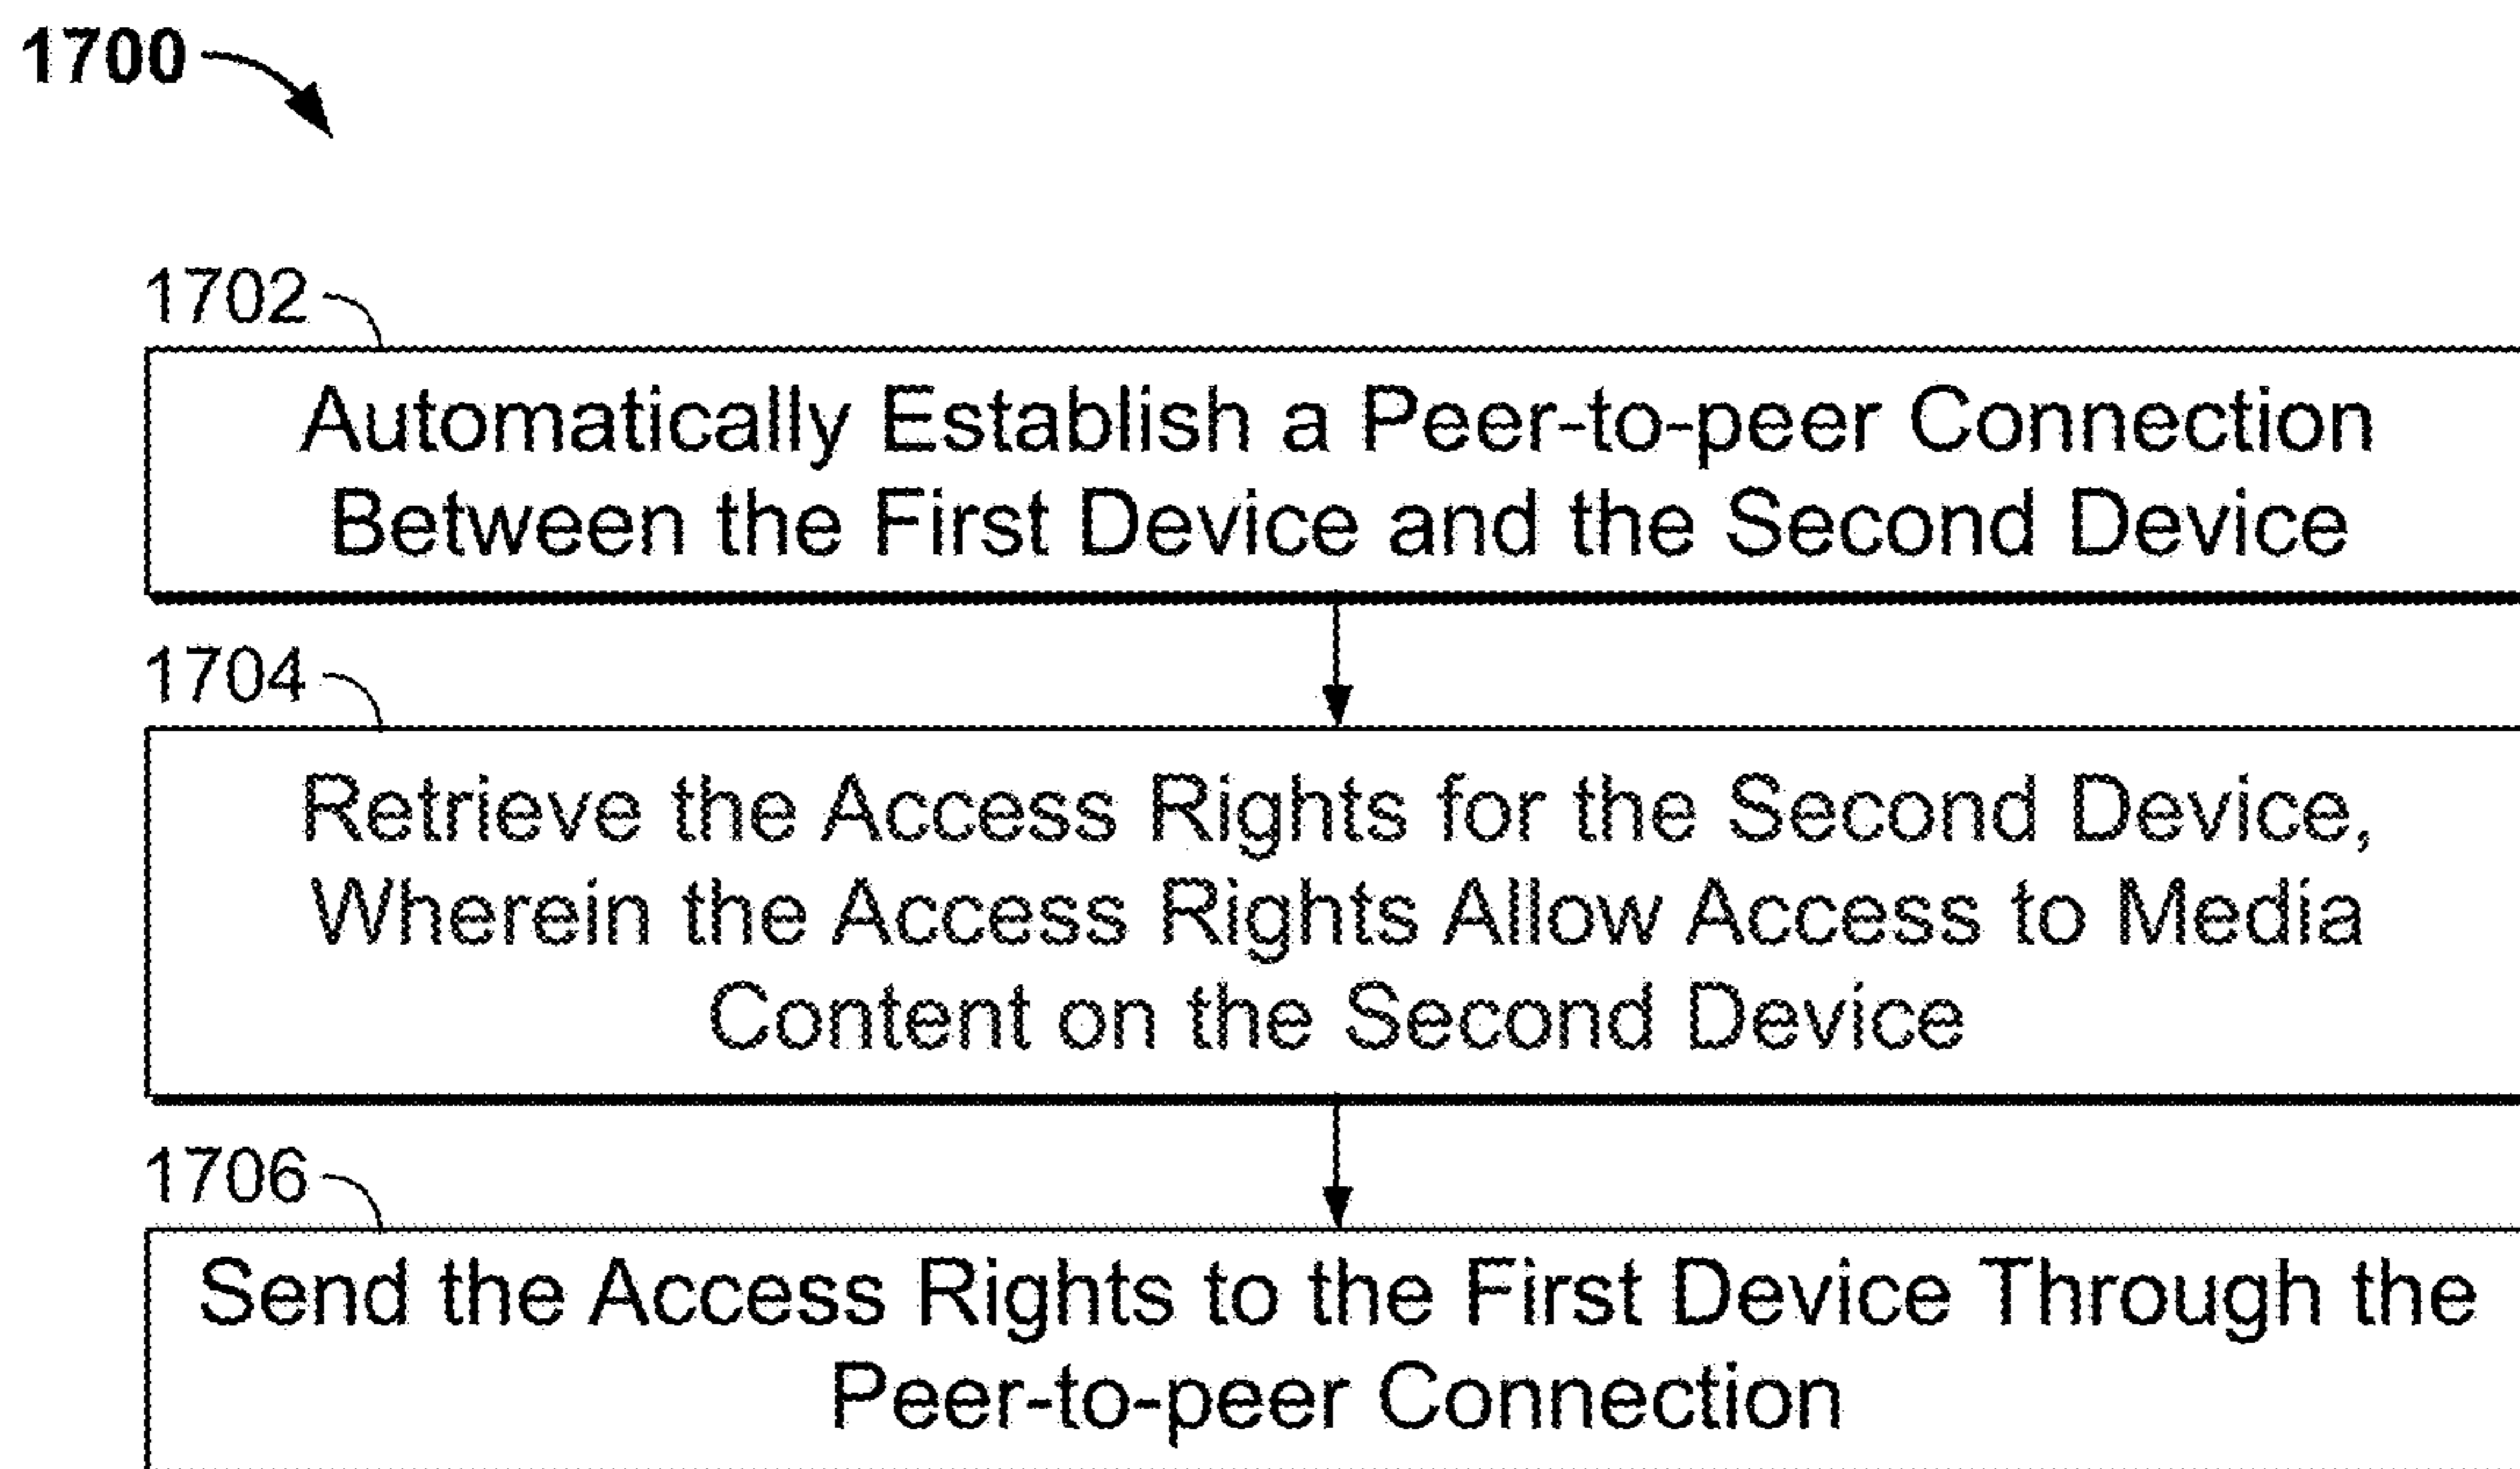 1700
1702
Automatically Establish a Peer-to-peer Connection
Between the First Device and the Second Device
1704
Retrieve the Access Rights for the Second Device,
Wherein the Access Rights Allow Access to Media
Content on the Second Device
1706
Send the Access Rights to the First Device Through the
Peer-to-peer Connection